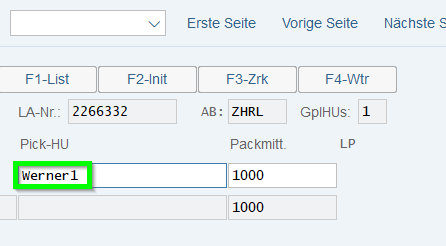 Erste Seite Vorige Seite Nächste S
F1-List F2-Init F3-Zrk F4-Wtr
LA-Nr.: 2266332 AB: ZHRL GplHUs: 1
Pick-HU Packmitt. LP
Werner1 1000
1000